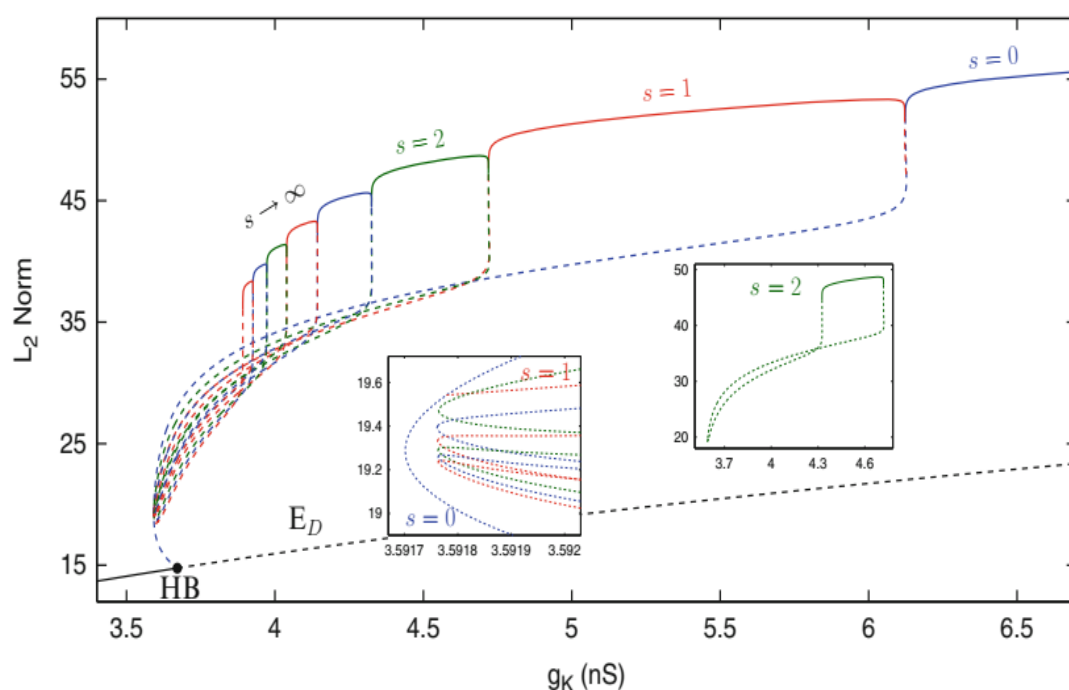 55
45
35
25
15
L₂ Norm
3.5
4
4.5
5
5.5
6
6.5
g_K (nS)
s = 0
s = 1
s = 2
s → ∞
E_D
HB
19.6
19.4
19.2
19
3.5917
3.5918
3.5919
3.592
s = 1
s = 0
50
40
30
20
3.7
4
4.3
4.6
s = 2